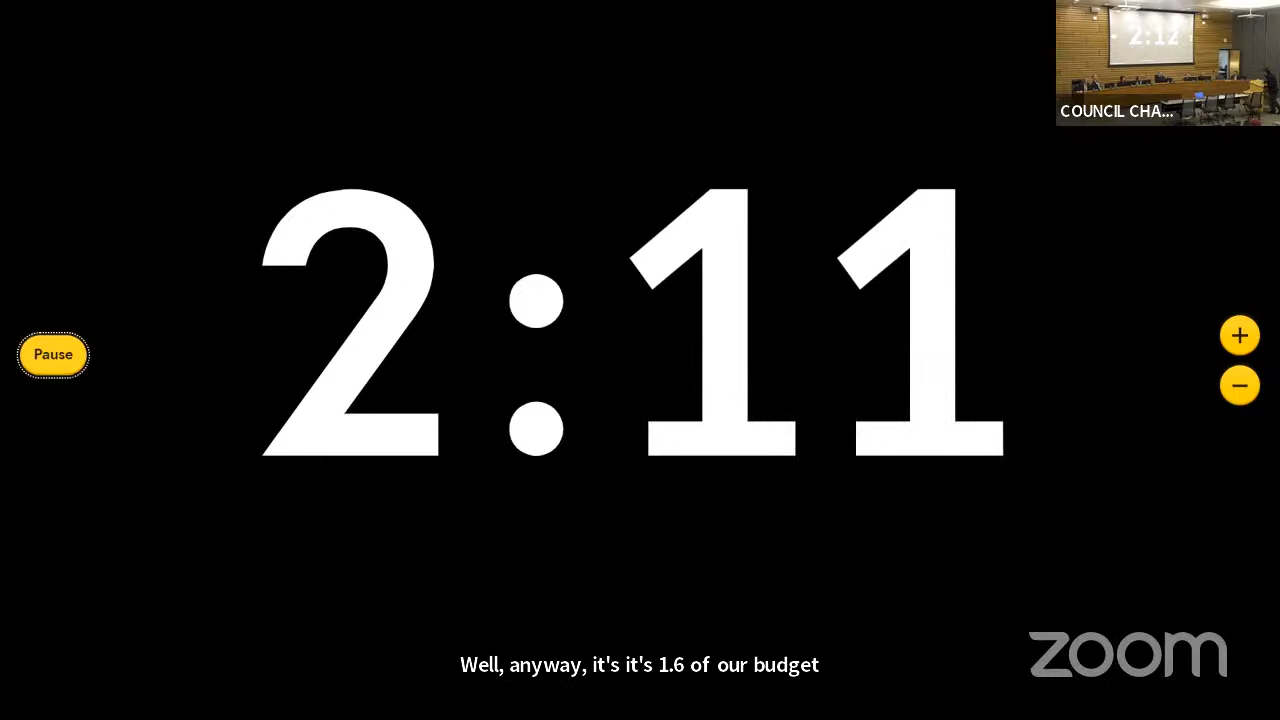 2:12
COUNCIL CHA...
2:11
Pause
+
−
Well, anyway, it's it's 1.6 of our budget
zoom